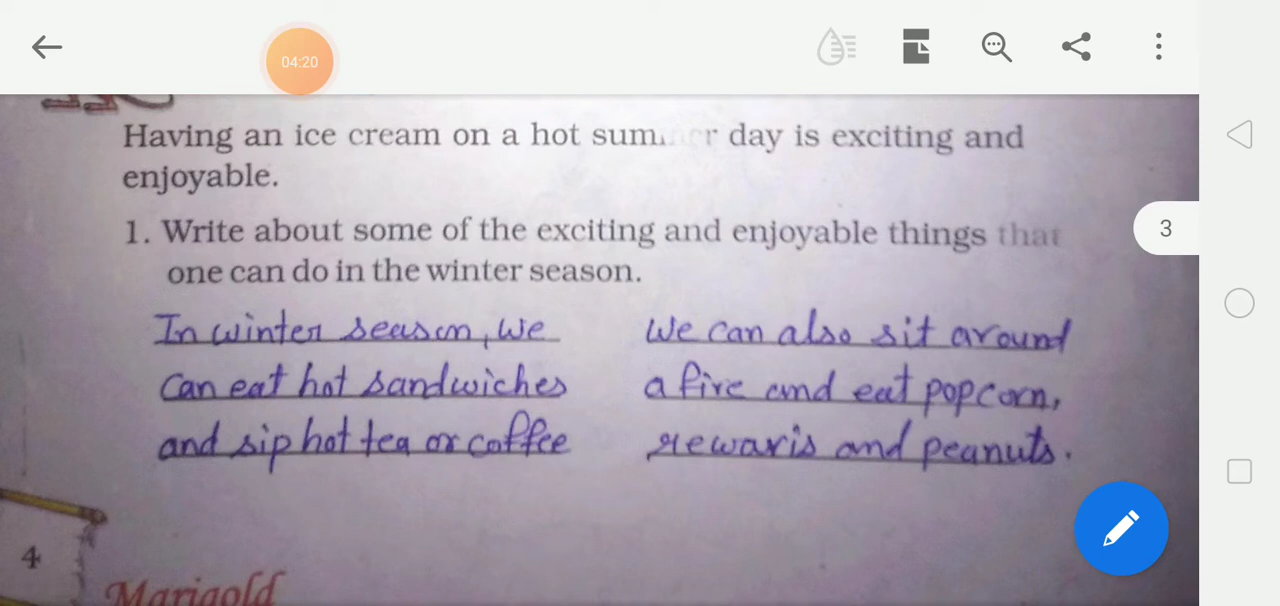 04:20
Having an ice cream on a hot summer day is exciting and
enjoyable.
1. Write about some of the exciting and enjoyable things that
one can do in the winter season.
In winter season, we
can eat hot sandwiches
and sip hot tea or coffee
We can also sit around
a fire and eat popcorn,
rewaris and peanuts.
3
4
Marigold